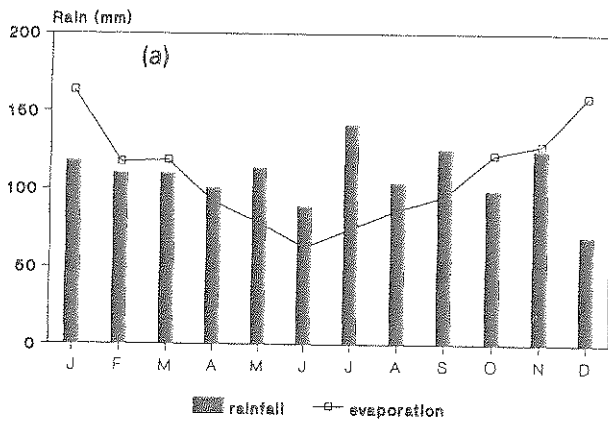 Rain (mm)
200
(a)
150
100
50
0
J F M A M J J A S O N D
rainfall evaporation